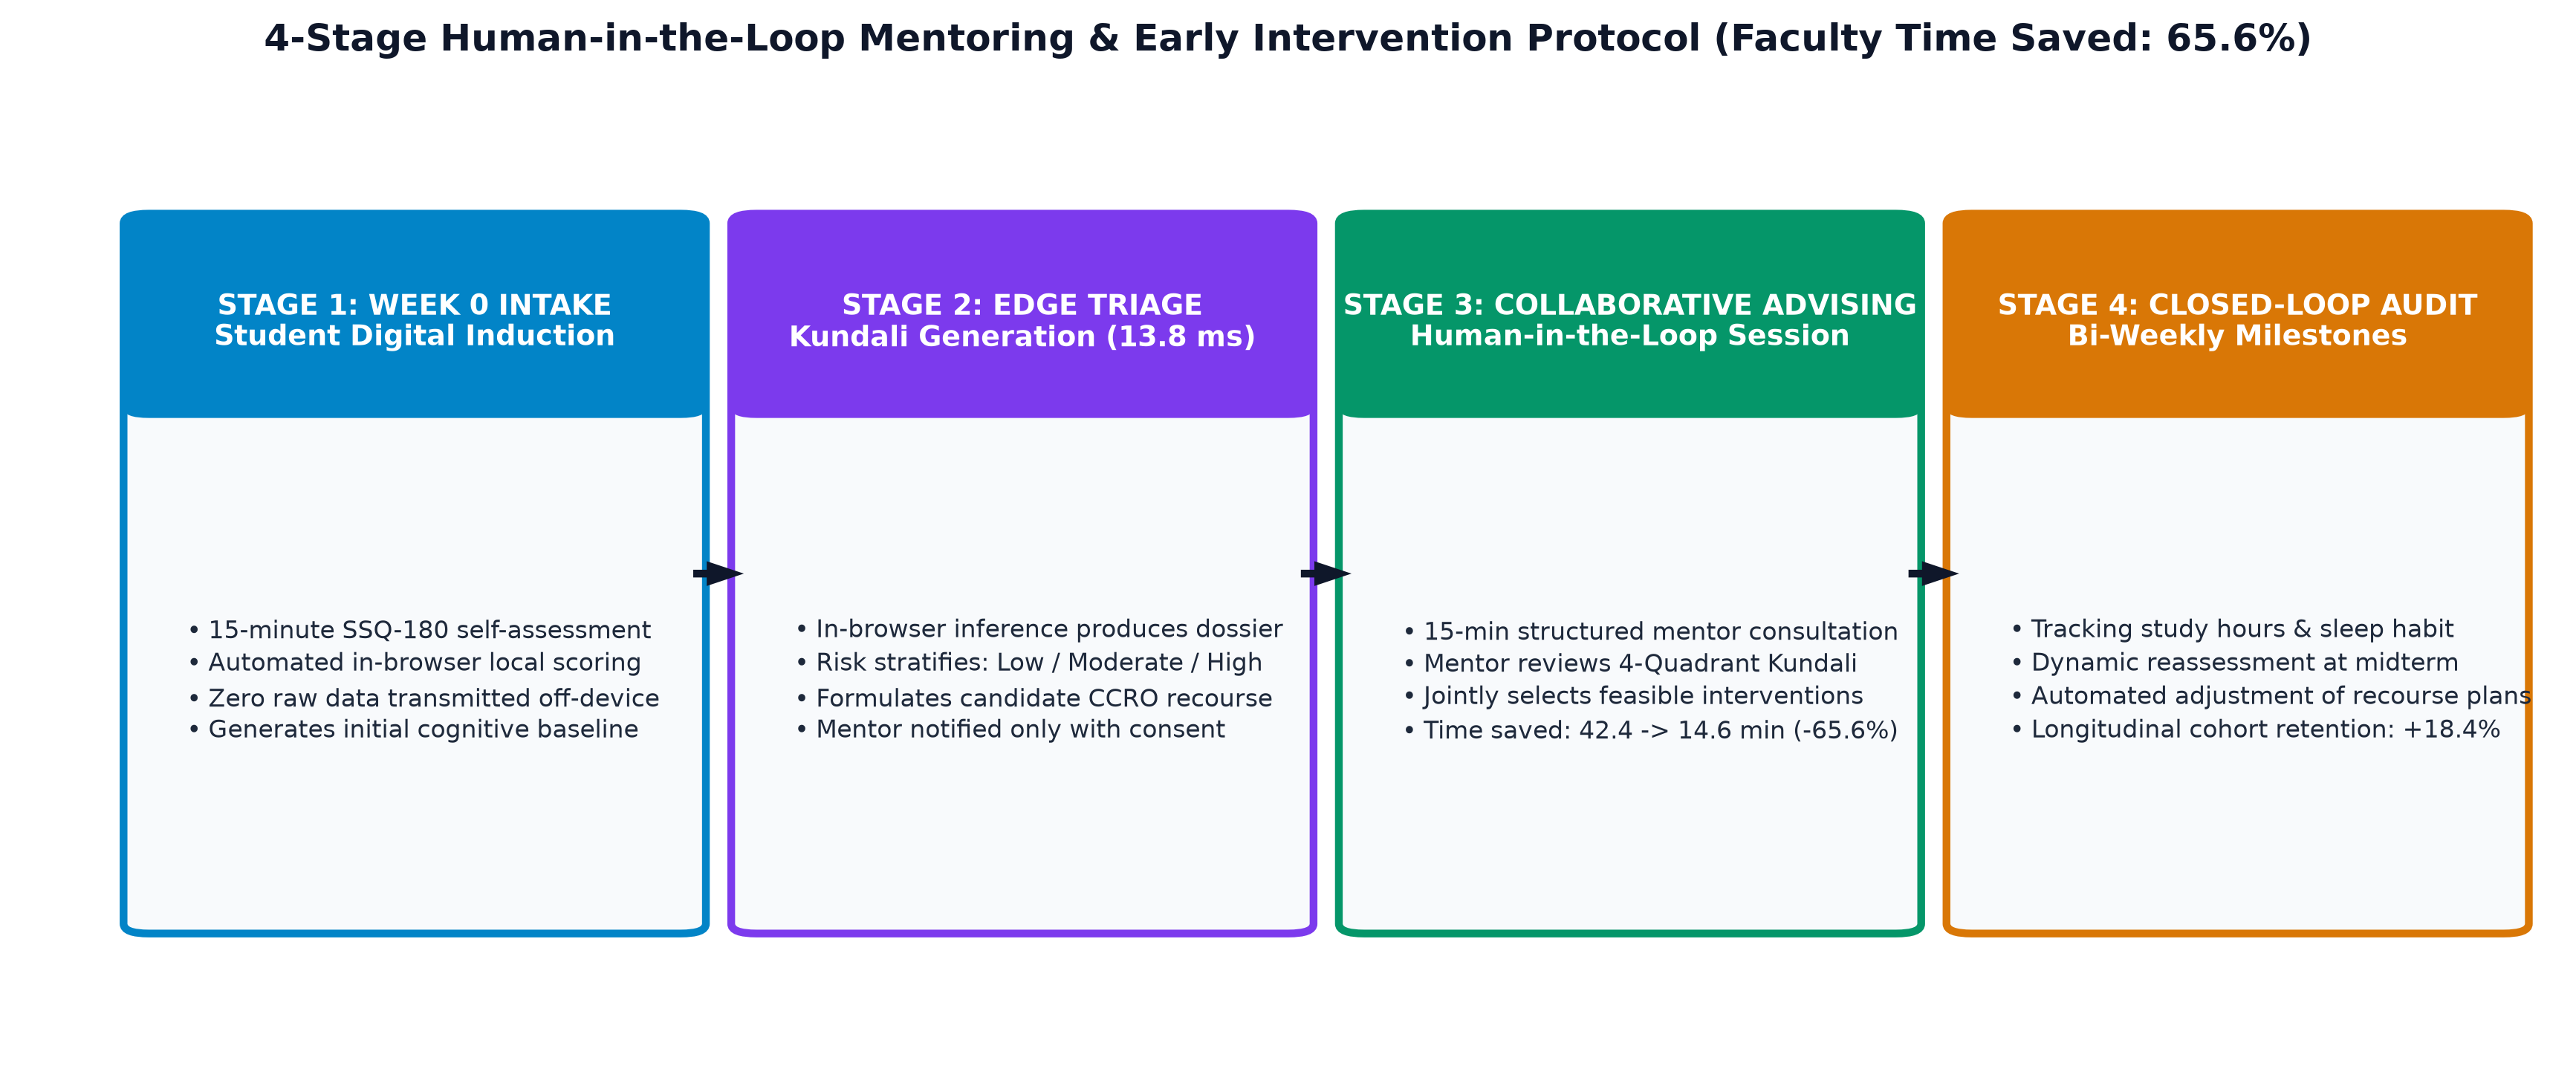 4-Stage Human-in-the-Loop Mentoring & Early Intervention Protocol (Faculty Time Saved: 65.6%)
STAGE 1: WEEK 0 INTAKE
Student Digital Induction
• 15-minute SSQ-180 self-assessment
• Automated in-browser local scoring
• Zero raw data transmitted off-device
• Generates initial cognitive baseline
STAGE 2: EDGE TRIAGE
Kundali Generation (13.8 ms)
• In-browser inference produces dossier
• Risk stratifies: Low / Moderate / High
• Formulates candidate CCRO recourse
• Mentor notified only with consent
STAGE 3: COLLABORATIVE ADVISING
Human-in-the-Loop Session
• 15-min structured mentor consultation
• Mentor reviews 4-Quadrant Kundali
• Jointly selects feasible interventions
• Time saved: 42.4 -> 14.6 min (-65.6%)
STAGE 4: CLOSED-LOOP AUDIT
Bi-Weekly Milestones
• Tracking study hours & sleep habit
• Dynamic reassessment at midterm
• Automated adjustment of recourse plans
• Longitudinal cohort retention: +18.4%